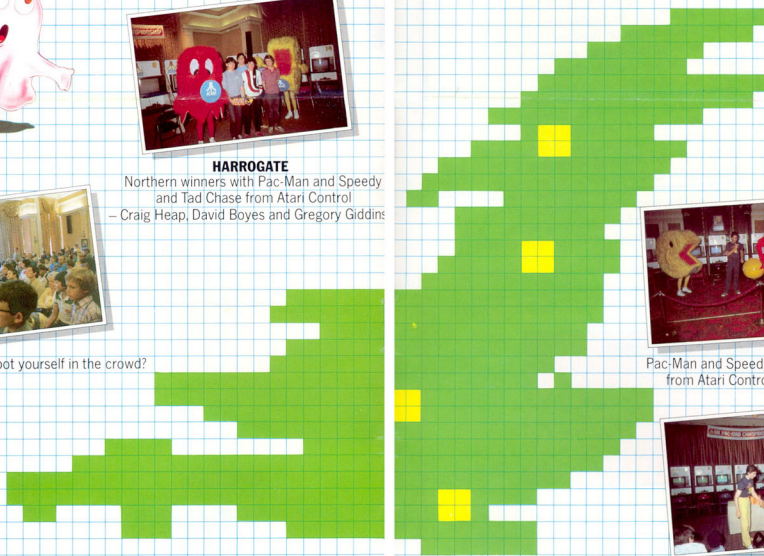 HARROGATE
Northern winners with Pac-Man and Speedy
and Tad Chase from Atari Control
– Craig Heap, David Boyes and Gregory Giddins
pot yourself in the crowd?
Pac-Man and Speed
from Atari Contro